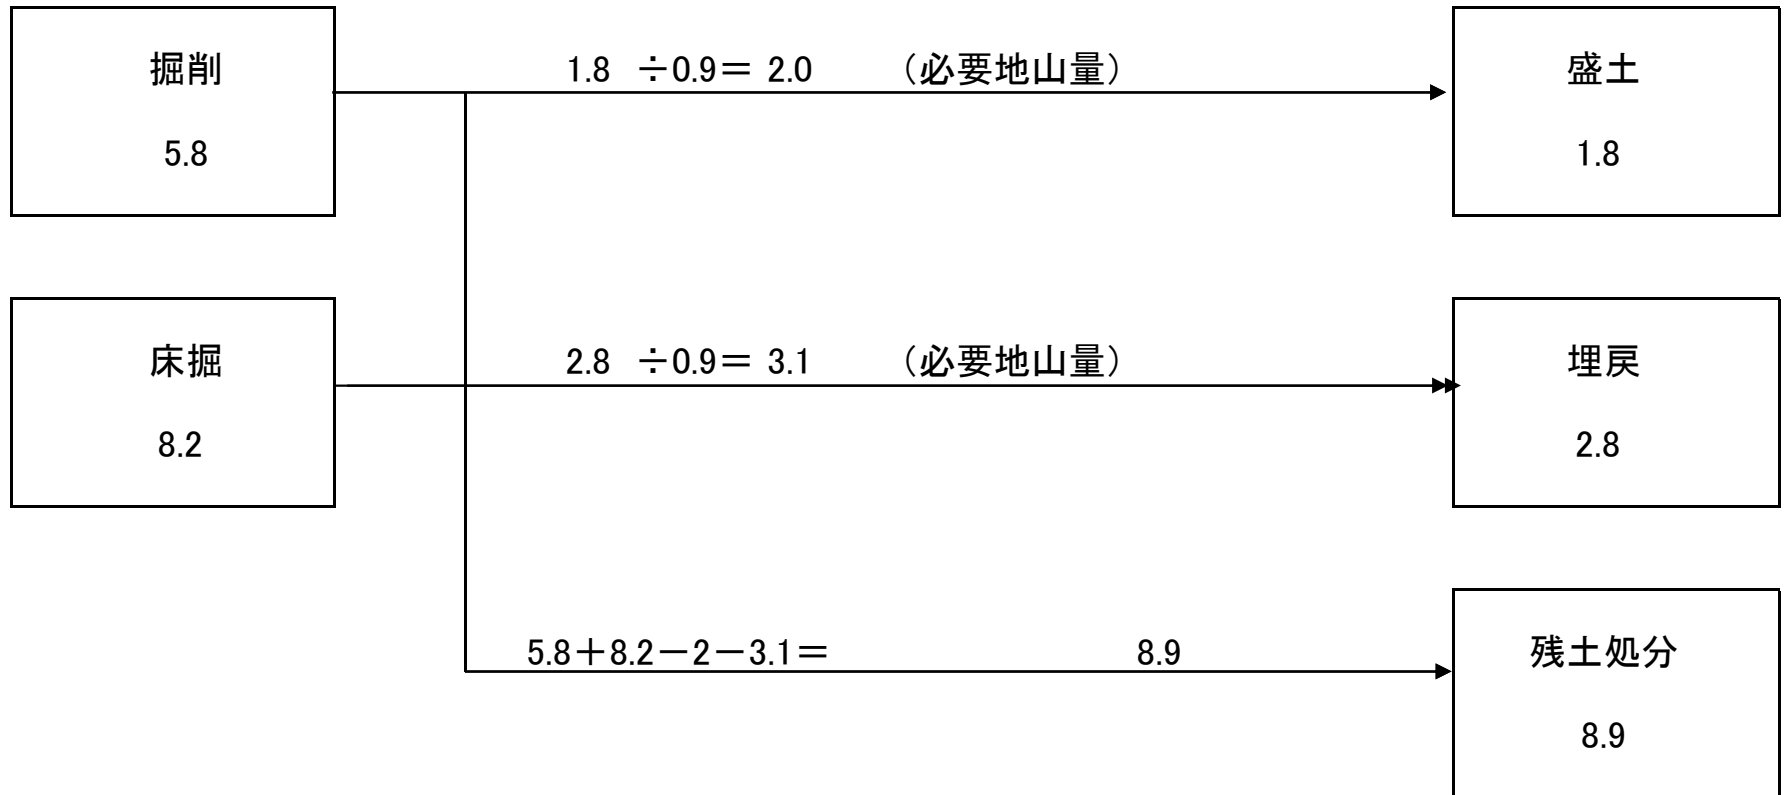 掘削
5.8
1.8 ÷0.9= 2.0 (必要地山量)
盛土
1.8
床掘
8.2
2.8 ÷0.9= 3.1 (必要地山量)
埋戻
2.8
5.8+8.2-2-3.1= 8.9
残土処分
8.9